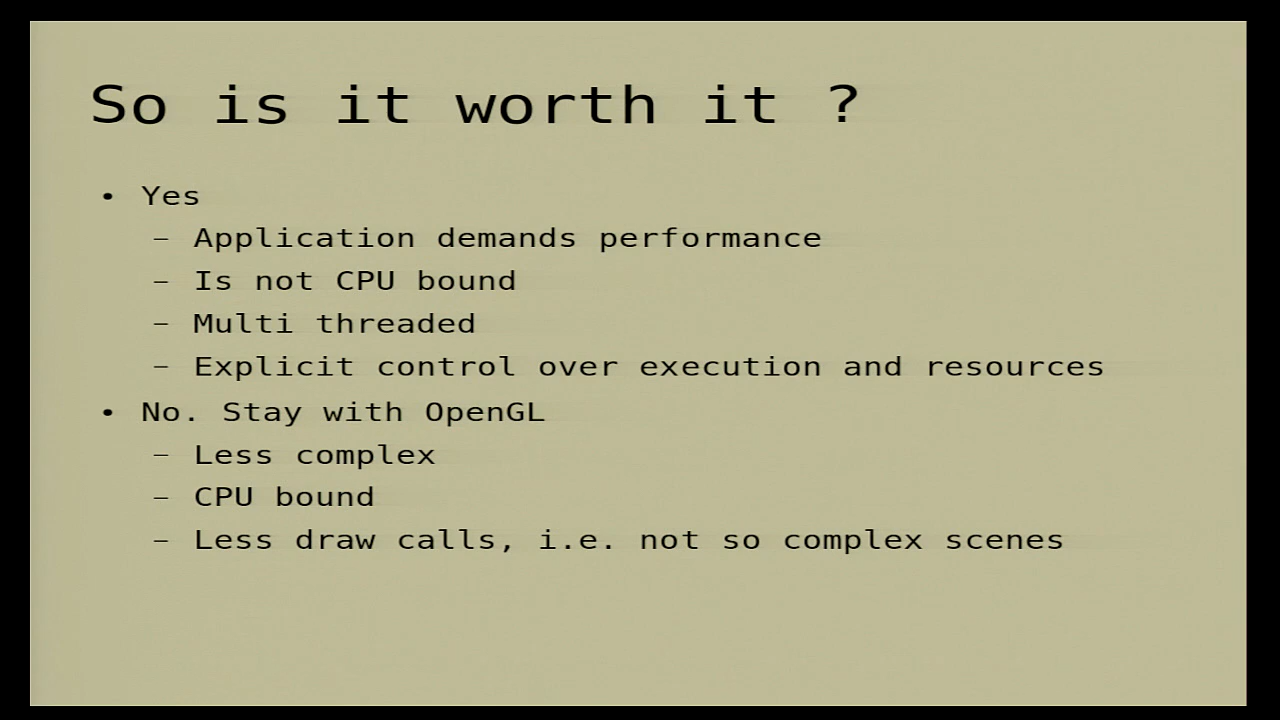 So is it worth it ?
• Yes
– Application demands performance
– Is not CPU bound
– Multi threaded
– Explicit control over execution and resources
• No. Stay with OpenGL
– Less complex
– CPU bound
– Less draw calls, i.e. not so complex scenes